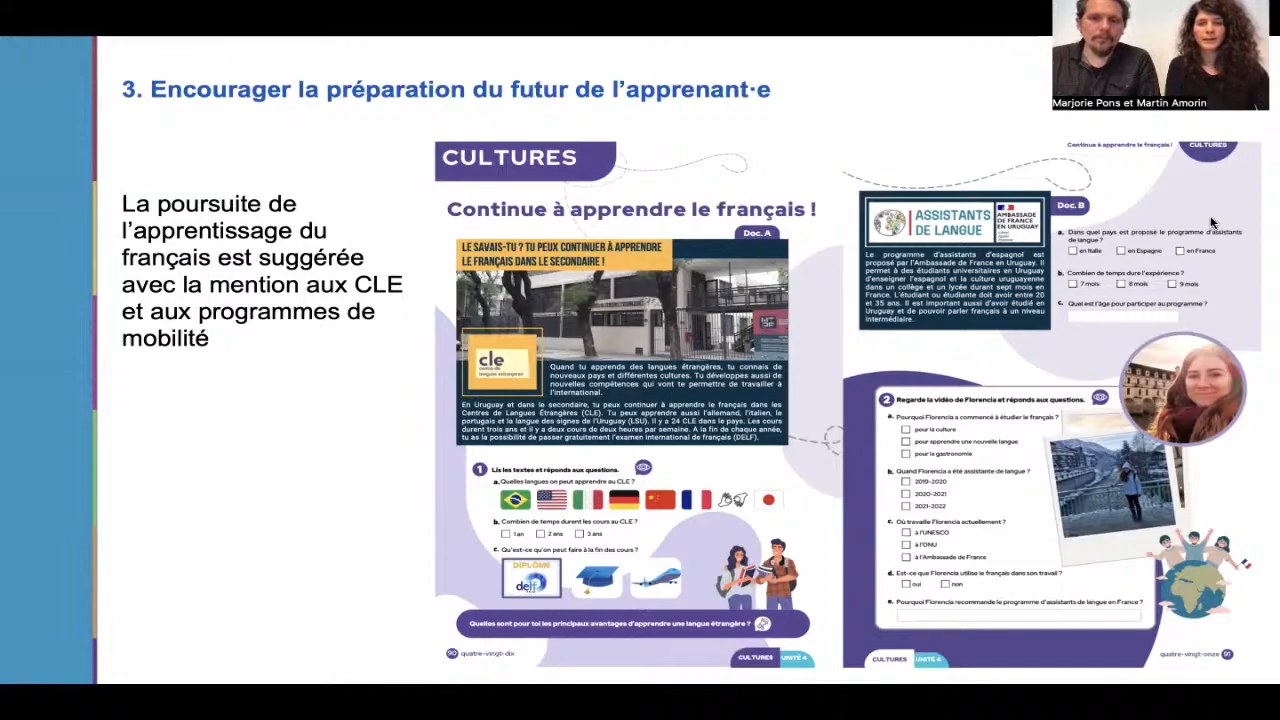 3. Encourager la préparation du futur de l'apprenant·e
Marjorie Pons et Martin Amorin
La poursuite de
l'apprentissage du
français est suggérée
avec la mention aux CLE
et aux programmes de
mobilité
CULTURES
Continue à apprendre le français !
Doc. A
LE SAVAIS-TU ? TU PEUX CONTINUER À APPRENDRE
LE FRANÇAIS DANS LE SECONDAIRE !
cle
centro de
lenguas extranjeras
Quand tu apprends des langues étrangères, tu connais de
nouveaux pays et différentes cultures. Tu développes aussi de
nouvelles compétences qui vont te permettre de travailler à
l'international.
En Uruguay et dans le secondaire, tu peux continuer à apprendre le français dans les
Centres de Langues Étrangères (CLE). Tu peux apprendre aussi l'allemand, l'italien, le
portugais et la langue des signes de l'Uruguay (LSU). Il y a 24 CLE dans le pays. Les cours
durent trois ans et il y a deux cours de deux heures par semaine. A la fin de chaque année,
tu as la possibilité de passer gratuitement l'examen international de français (DELF).
1 Lis les textes et réponds aux questions.
a. Quelles langues on peut apprendre au CLE ?
b. Combien de temps durent les cours au CLE ?
1 an 2 ans 3 ans
c. Qu'est-ce qu'on peut faire à la fin des cours ?
DIPLÔME
delf
Quelles sont pour toi les principaux avantages d'apprendre une langue étrangère ?
90 quatre-vingt-dix
CULTURES UNITÉ 4
Continue à apprendre le français !
CULTURES
ASSISTANTS
DE LANGUE
AMBASSADE
DE FRANCE
EN URUGUAY
Doc. B
Le programme d'assistants d'espagnol est
proposé par l'Ambassade de France en Uruguay. Il
permet à des étudiants universitaires en Uruguay
d'enseigner l'espagnol et la culture uruguayenne
dans un collège et un lycée durant sept mois en
France. L'étudiant ou étudiante doit avoir entre 20
et 35 ans. Il est important aussi d'avoir étudié en
Uruguay et de pouvoir parler français à un niveau
intermédiaire.
a. Dans quel pays est proposé le programme d'assistants
de langue ?
en Italie en Espagne en France
b. Combien de temps dure l'expérience ?
7 mois 8 mois 9 mois
c. Quel est l'âge pour participer au programme ?
2 Regarde la vidéo de Florencia et réponds aux questions.
a. Pourquoi Florencia a commencé à étudier le français ?
pour la culture
pour apprendre une nouvelle langue
pour la gastronomie
b. Quand Florencia a été assistante de langue ?
2019-2020
2020-2021
2021-2022
c. Où travaille Florencia actuellement ?
à l'UNESCO
à l'ONU
à l'Ambassade de France
d. Est-ce que Florencia utilise le français dans son travail ?
oui non
e. Pourquoi Florencia recommande le programme d'assistants de langue en France ?
CULTURES UNITÉ 4
quatre-vingt-onze 91